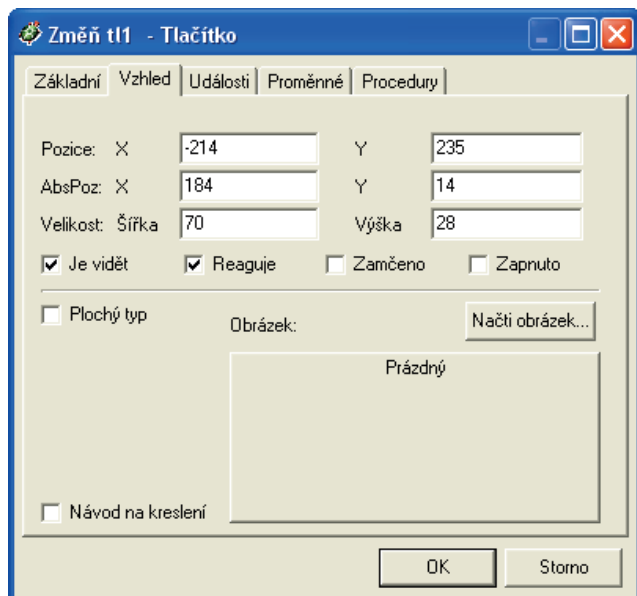 Změň tl1 - Tlačítko
Základní Vzhled Události Proměnné Procedury
Pozice: X -214 Y 235
AbsPoz: X 184 Y 14
Velikost: Šířka 70 Výška 28
Je vidět Reaguje Zamčeno Zapnuto
Plochý typ Obrázek: Načti obrázek...
Prázdný
Návod na kreslení
OK Storno